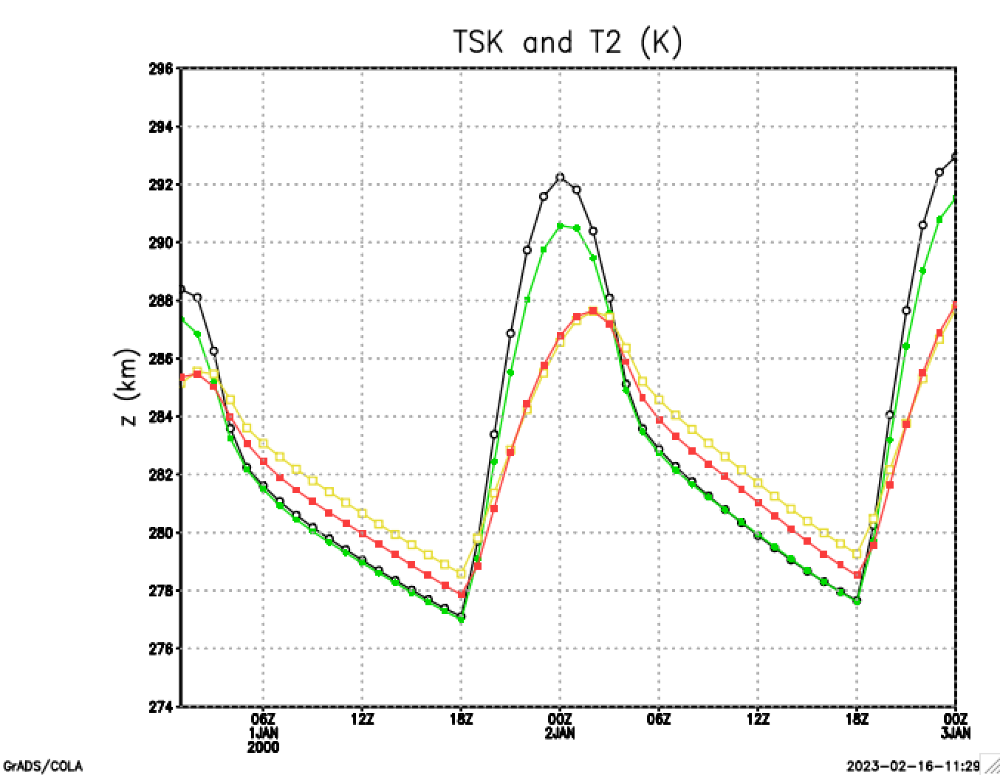 TSK and T2 (K)
z (km)
296
294
292
290
288
286
284
282
280
278
276
274
06Z 12Z 18Z 00Z 06Z 12Z 18Z 00Z
1JAN 2JAN 3JAN
2000
GrADS/COLA 2023-02-16-11:29